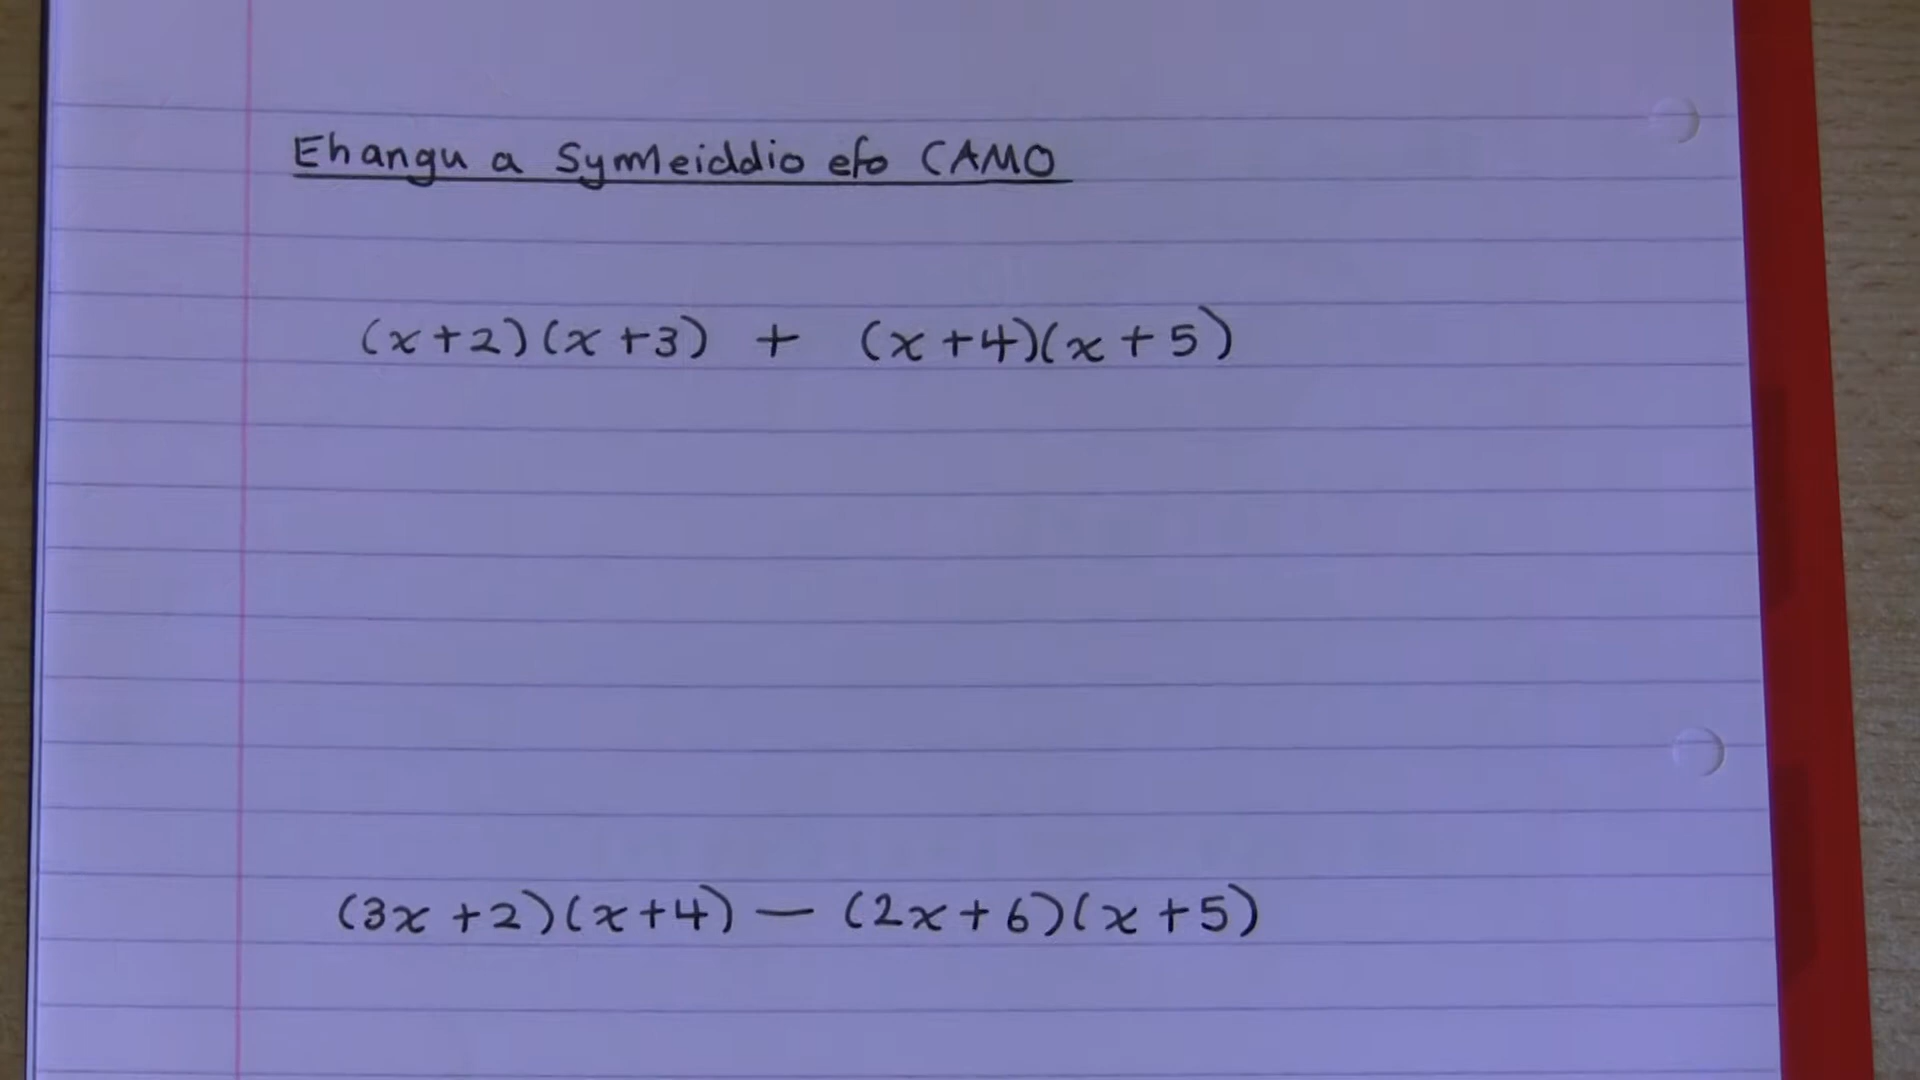 Ehangu a Symleiddio efo CAMO
(x+2)(x+3) + (x+4)(x+5)
(3x+2)(x+4) — (2x+6)(x+5)